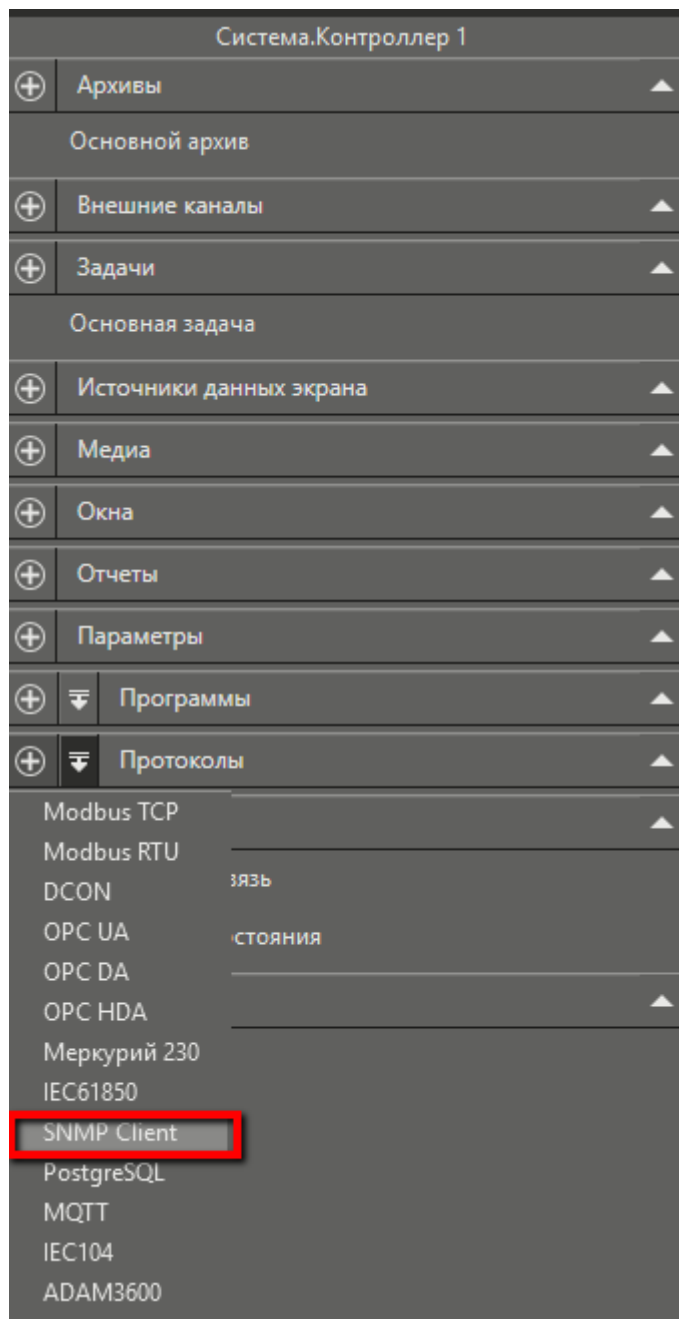 Система.Контроллер 1
Архивы
Основной архив
Внешние каналы
Задачи
Основная задача
Источники данных экрана
Медиа
Окна
Отчеты
Параметры
Программы
Протоколы
Modbus TCP
Modbus RTU
DCON
OPC UA
OPC DA
OPC HDA
Меркурий 230
IEC61850
SNMP Client
PostgreSQL
MQTT
IEC104
ADAM3600